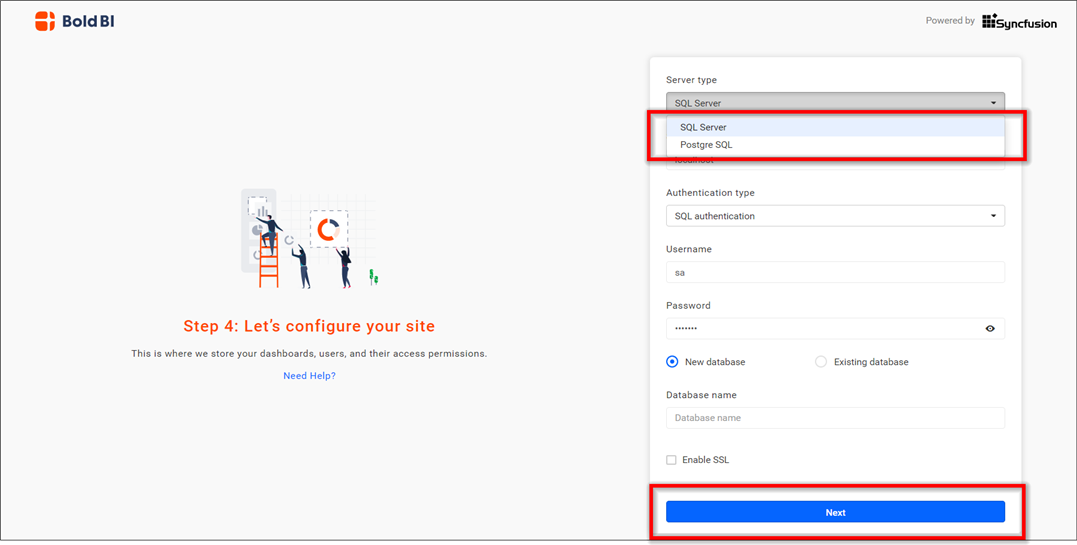 Bold BI
Powered by Syncfusion
Server type
SQL Server
SQL Server
Postgre SQL
localhost
Authentication type
SQL authentication
Username
sa
Password
•••••••
New database
Existing database
Database name
Database name
Enable SSL
Next
Step 4: Let's configure your site
This is where we store your dashboards, users, and their access permissions.
Need Help?